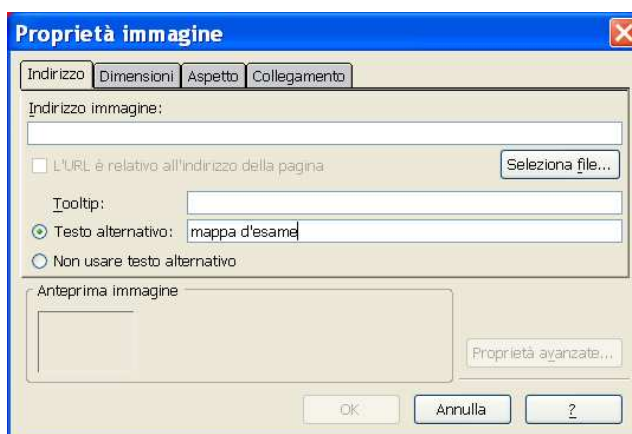 Proprietà immagine
Indirizzo Dimensioni Aspetto Collegamento
Indirizzo immagine:
L'URL è relativo all'indirizzo della pagina Seleziona file...
Tooltip:
Testo alternativo: mappa d'esame
Non usare testo alternativo
Anteprima immagine
Proprietà avanzate...
OK Annulla ?